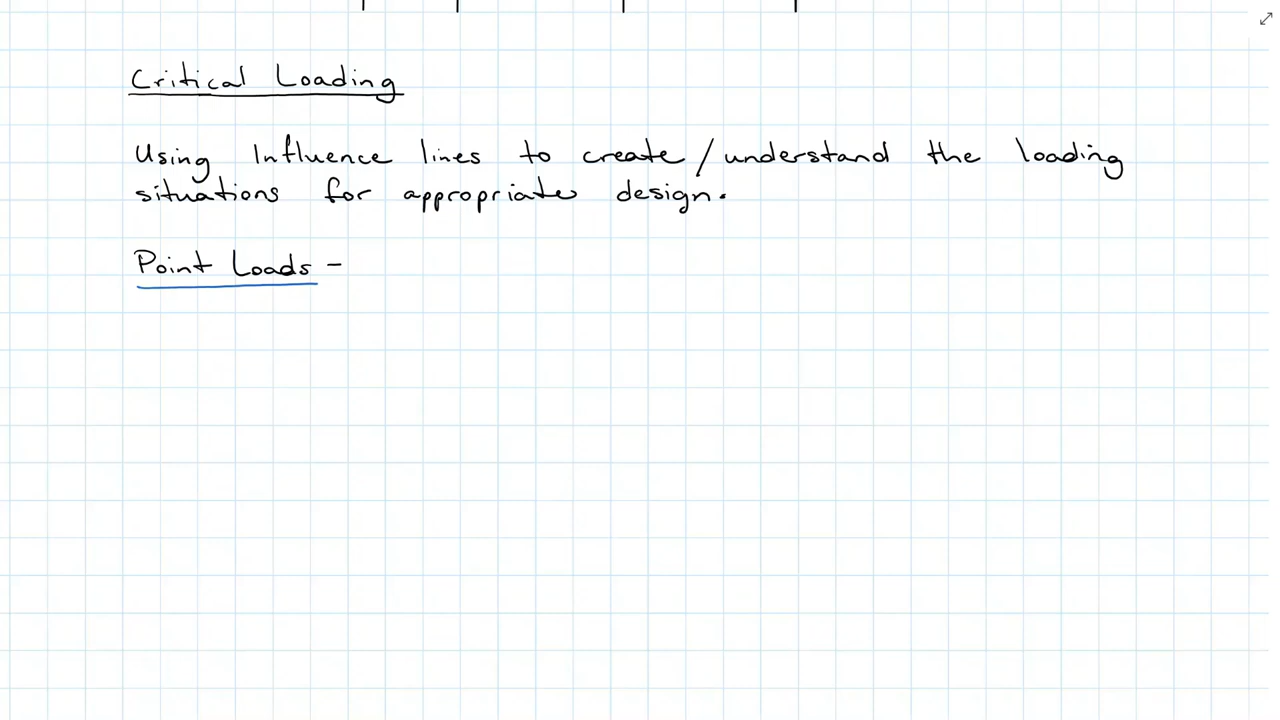 Critical Loading
Using Influence lines to create/understand the loading
situations for appropriate design.
Point Loads -